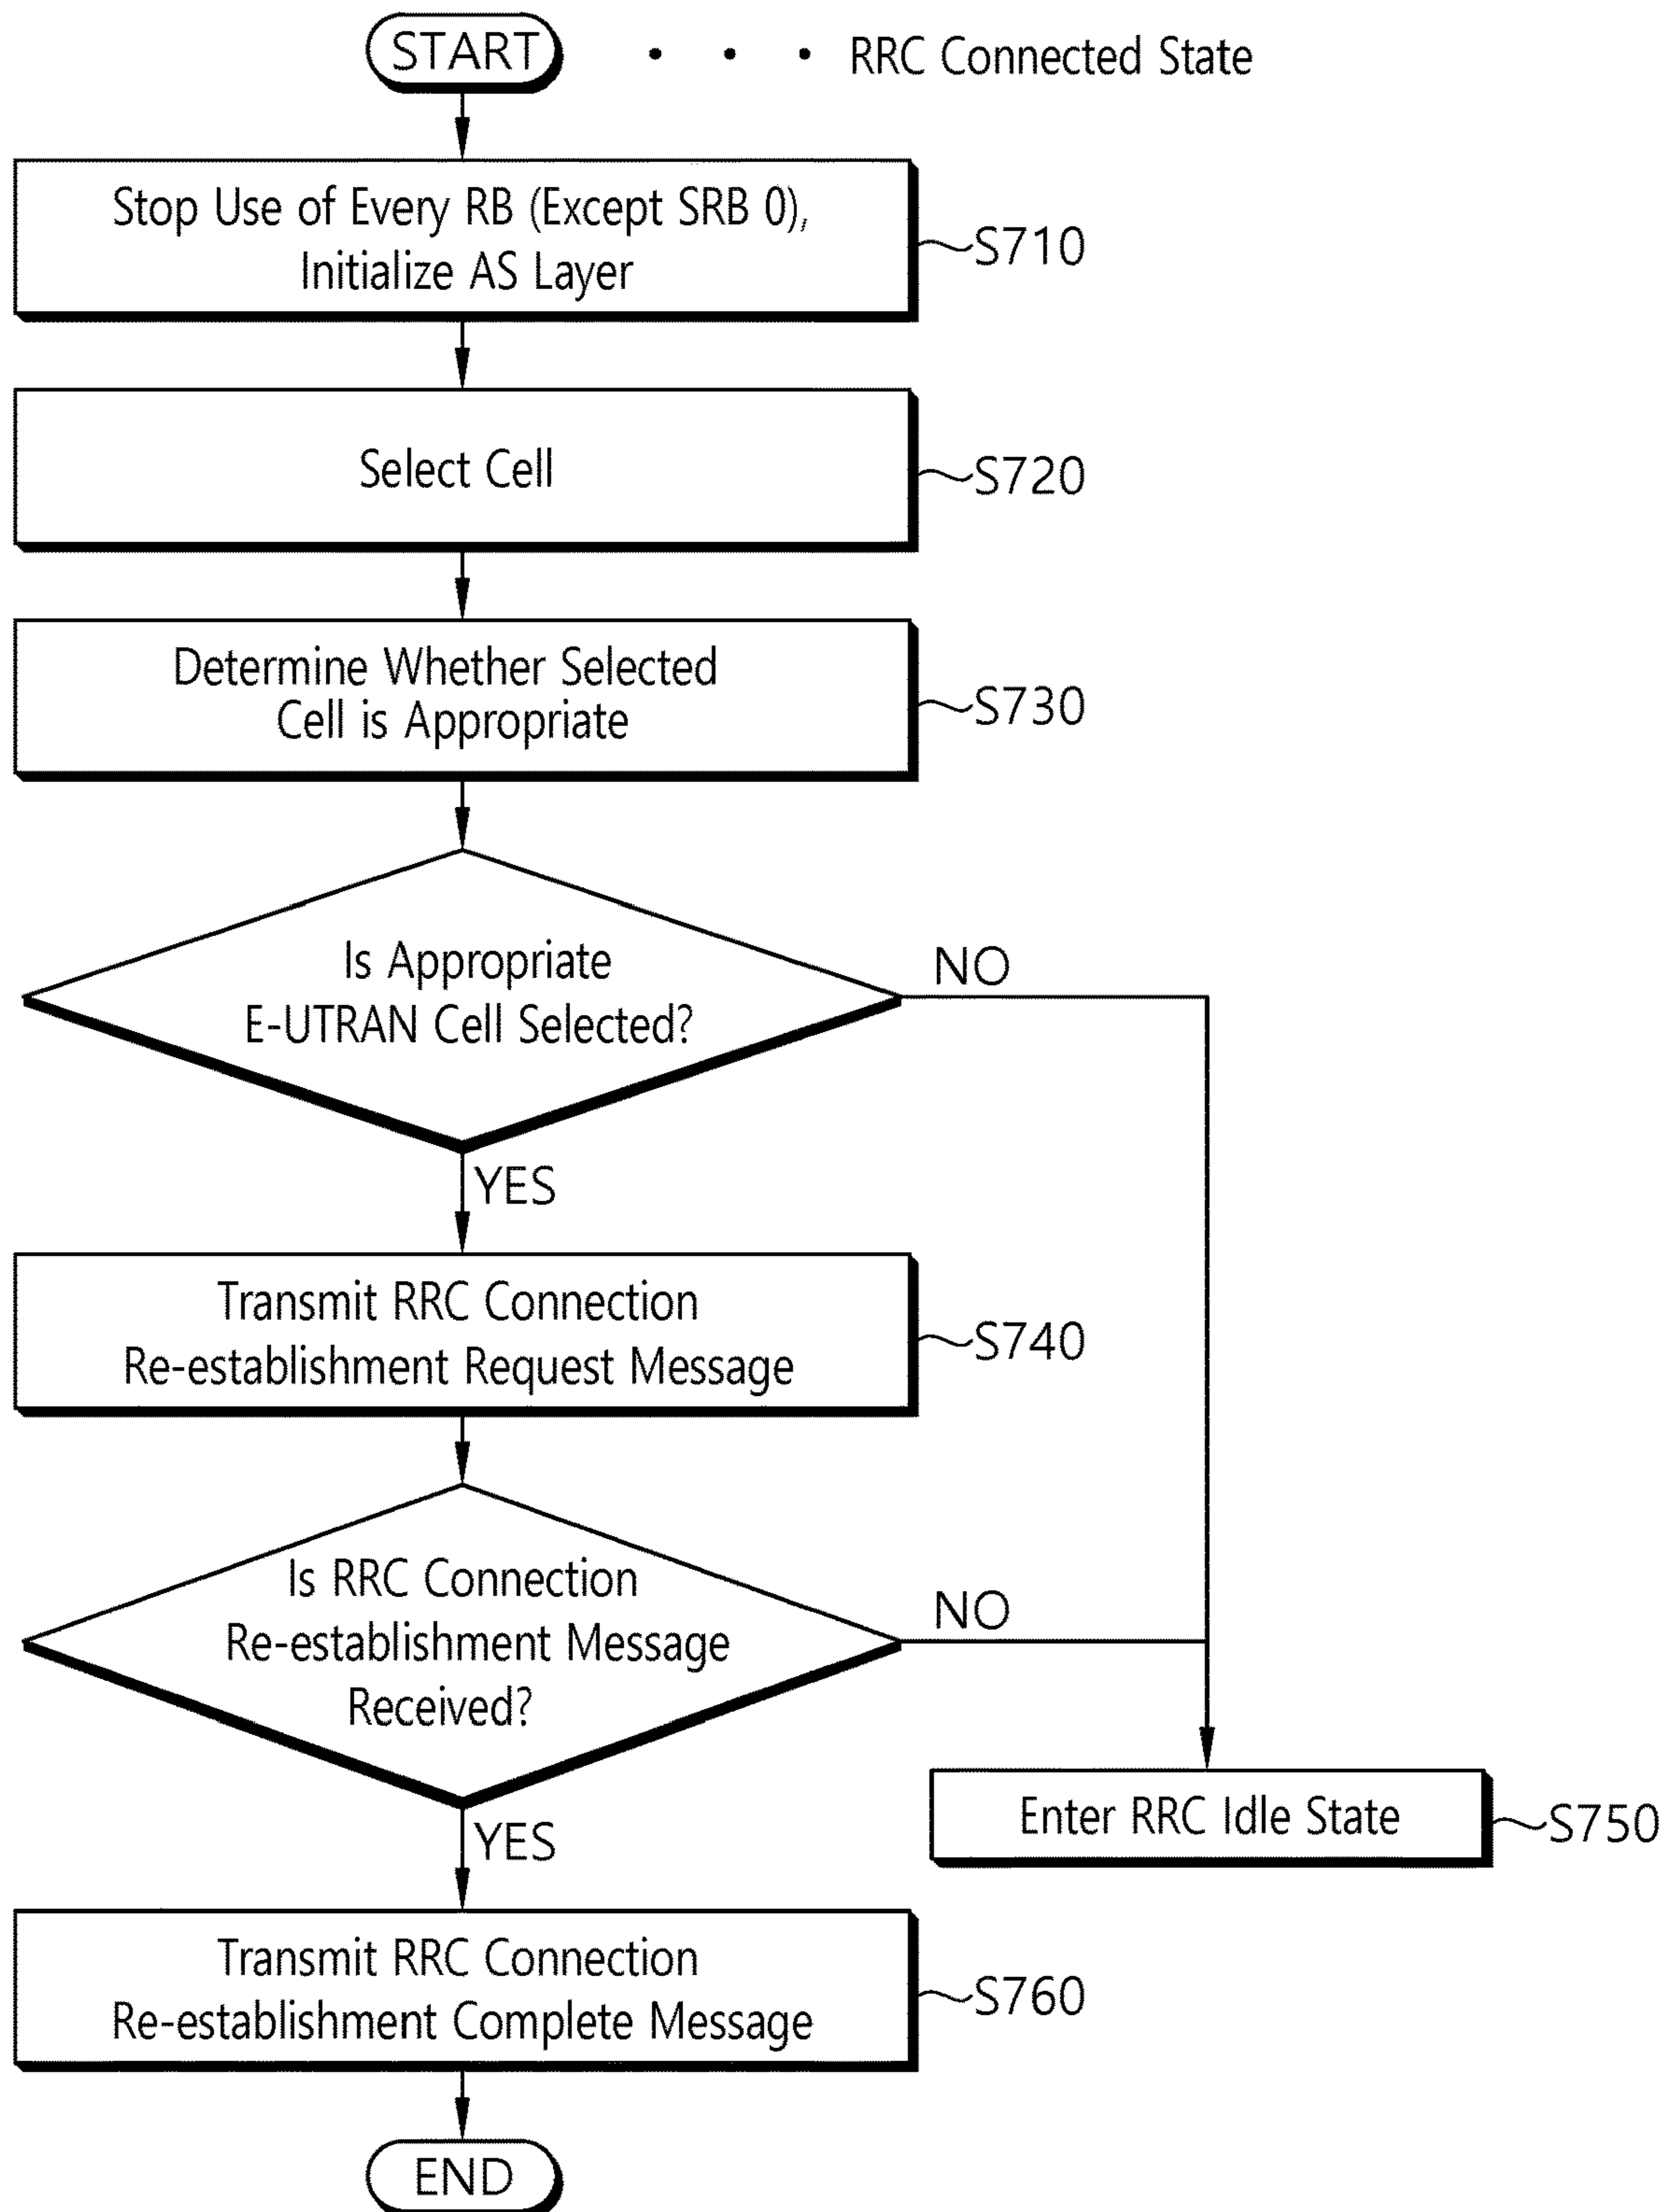 START
RRC Connected State
Stop Use of Every RB (Except SRB 0),
Initialize AS Layer
S710
Select Cell
S720
Determine Whether Selected
Cell is Appropriate
S730
Is Appropriate
E-UTRAN Cell Selected?
NO
YES
Transmit RRC Connection
Re-establishment Request Message
S740
Is RRC Connection
Re-establishment Message
Received?
NO
YES
Enter RRC Idle State
S750
Transmit RRC Connection
Re-establishment Complete Message
S760
END